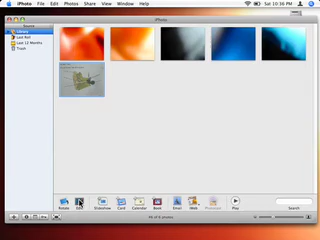 iPhoto File Edit Photos Share View Window Help Sat 10:36 PM
iPhoto
Source
Library
Last Roll
Last 12 Months
Trash
Rotate Edit Slideshow Card Calendar Book Email Web Play Search